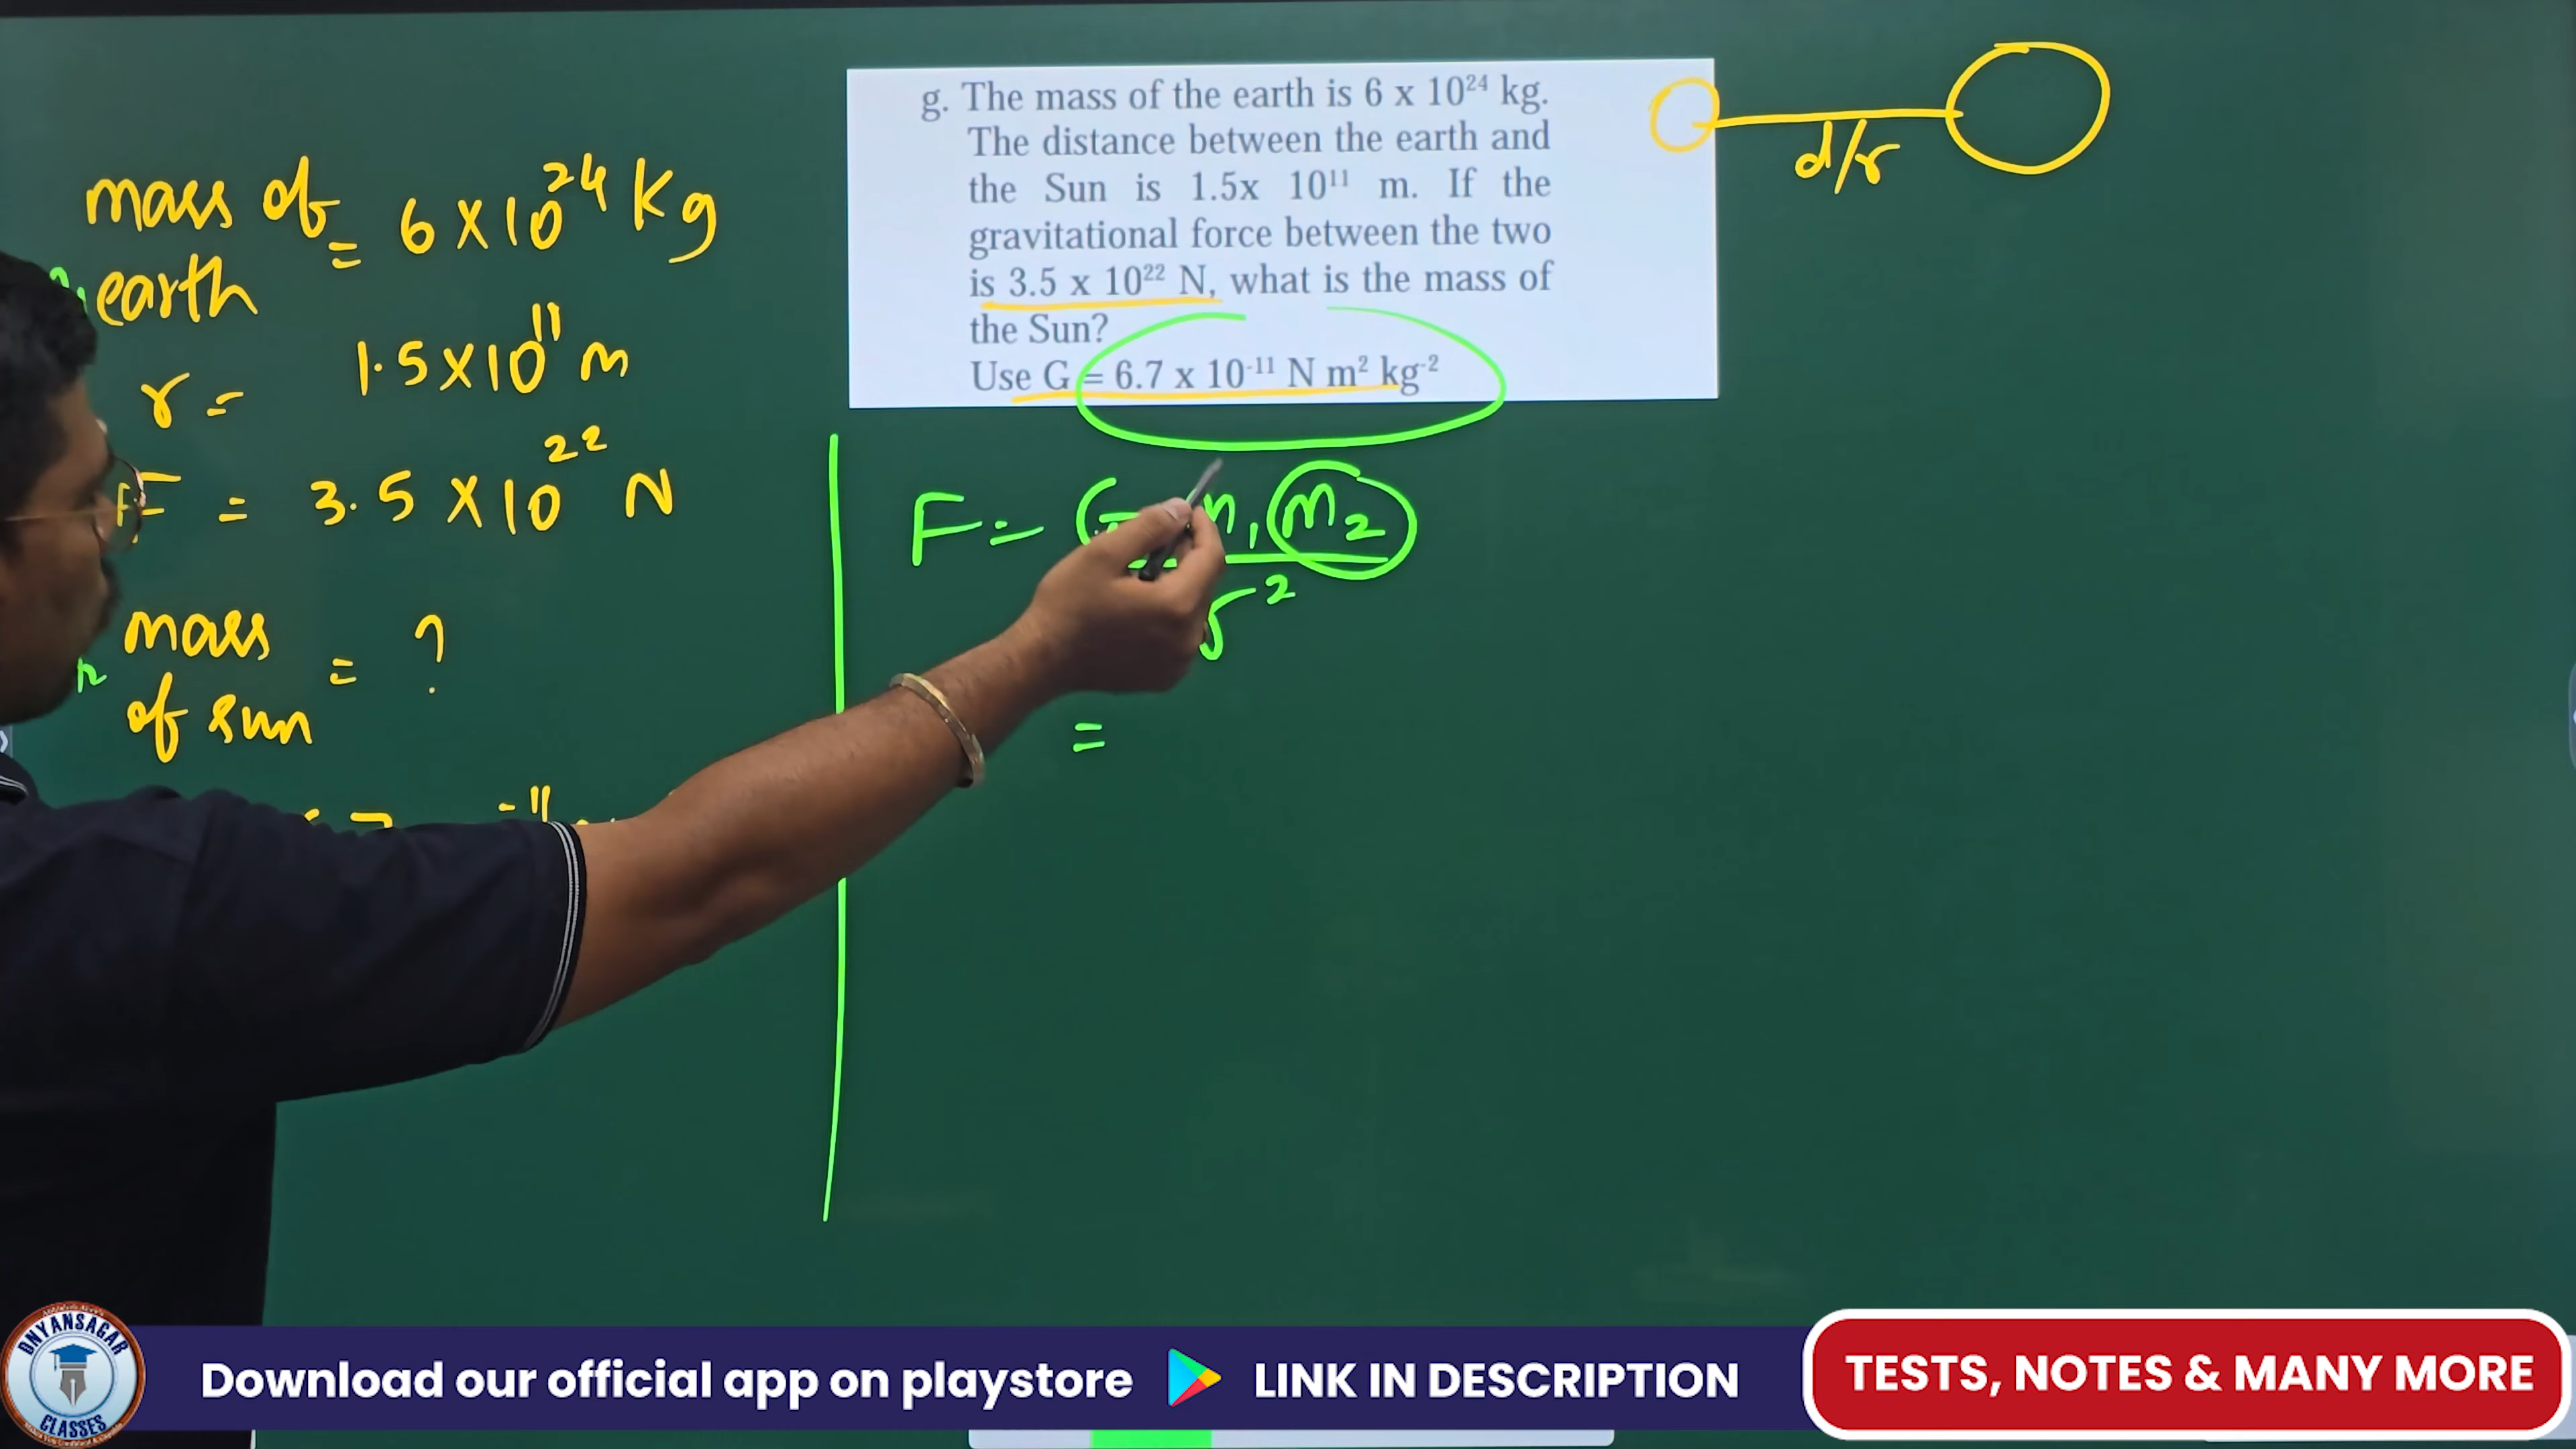 g. The mass of the earth is 6 x 10²⁴ kg.
The distance between the earth and
the Sun is 1.5x 10¹¹ m. If the
gravitational force between the two
is 3.5 x 10²² N, what is the mass of
the Sun?
Use G = 6.7 x 10⁻¹¹ N m² kg⁻²
d/r
mass of
earth = 6 X 10²⁴ Kg
r = 1.5 X 10¹¹ m
F = 3.5 X 10²² N
mass
of sun = ?
-11
F = G m₁ m₂
r²
=
DNYANSAGAR
CLASSES
Download our official app on playstore
LINK IN DESCRIPTION
TESTS, NOTES & MANY MORE